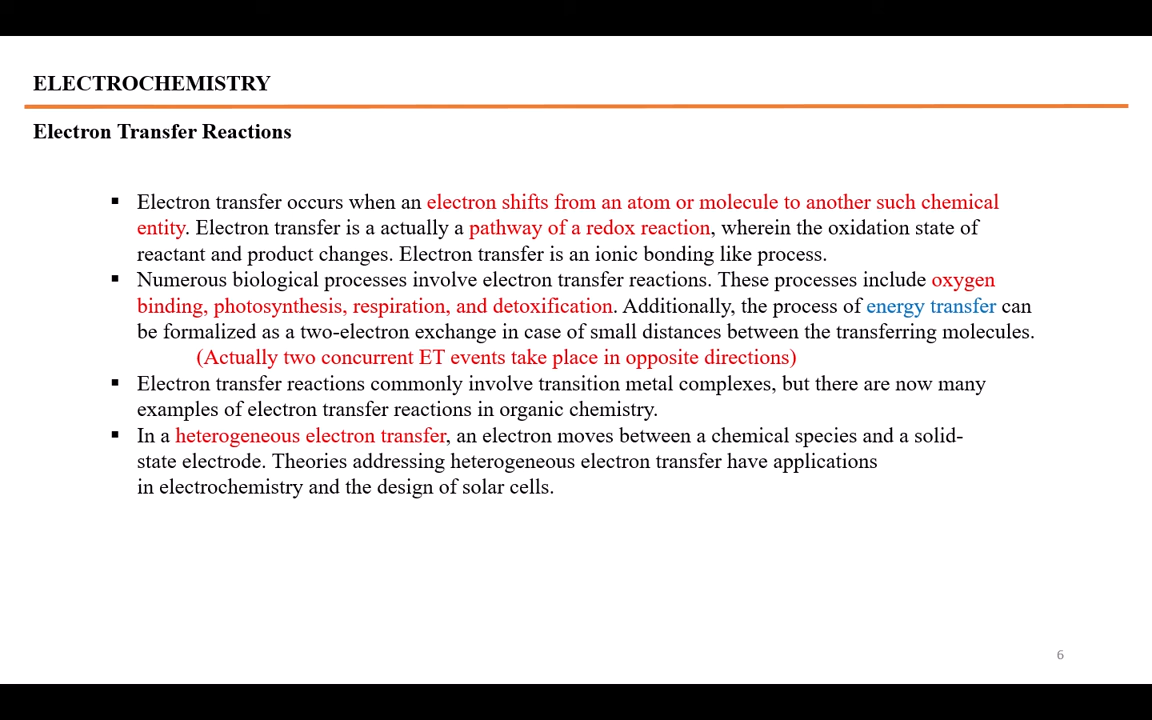 ELECTROCHEMISTRY
Electron Transfer Reactions
▪ Electron transfer occurs when an electron shifts from an atom or molecule to another such chemical
entity. Electron transfer is a actually a pathway of a redox reaction, wherein the oxidation state of
reactant and product changes. Electron transfer is an ionic bonding like process.
▪ Numerous biological processes involve electron transfer reactions. These processes include oxygen
binding, photosynthesis, respiration, and detoxification. Additionally, the process of energy transfer can
be formalized as a two-electron exchange in case of small distances between the transferring molecules.
(Actually two concurrent ET events take place in opposite directions)
▪ Electron transfer reactions commonly involve transition metal complexes, but there are now many
examples of electron transfer reactions in organic chemistry.
▪ In a heterogeneous electron transfer, an electron moves between a chemical species and a solid-
state electrode. Theories addressing heterogeneous electron transfer have applications
in electrochemistry and the design of solar cells.
6